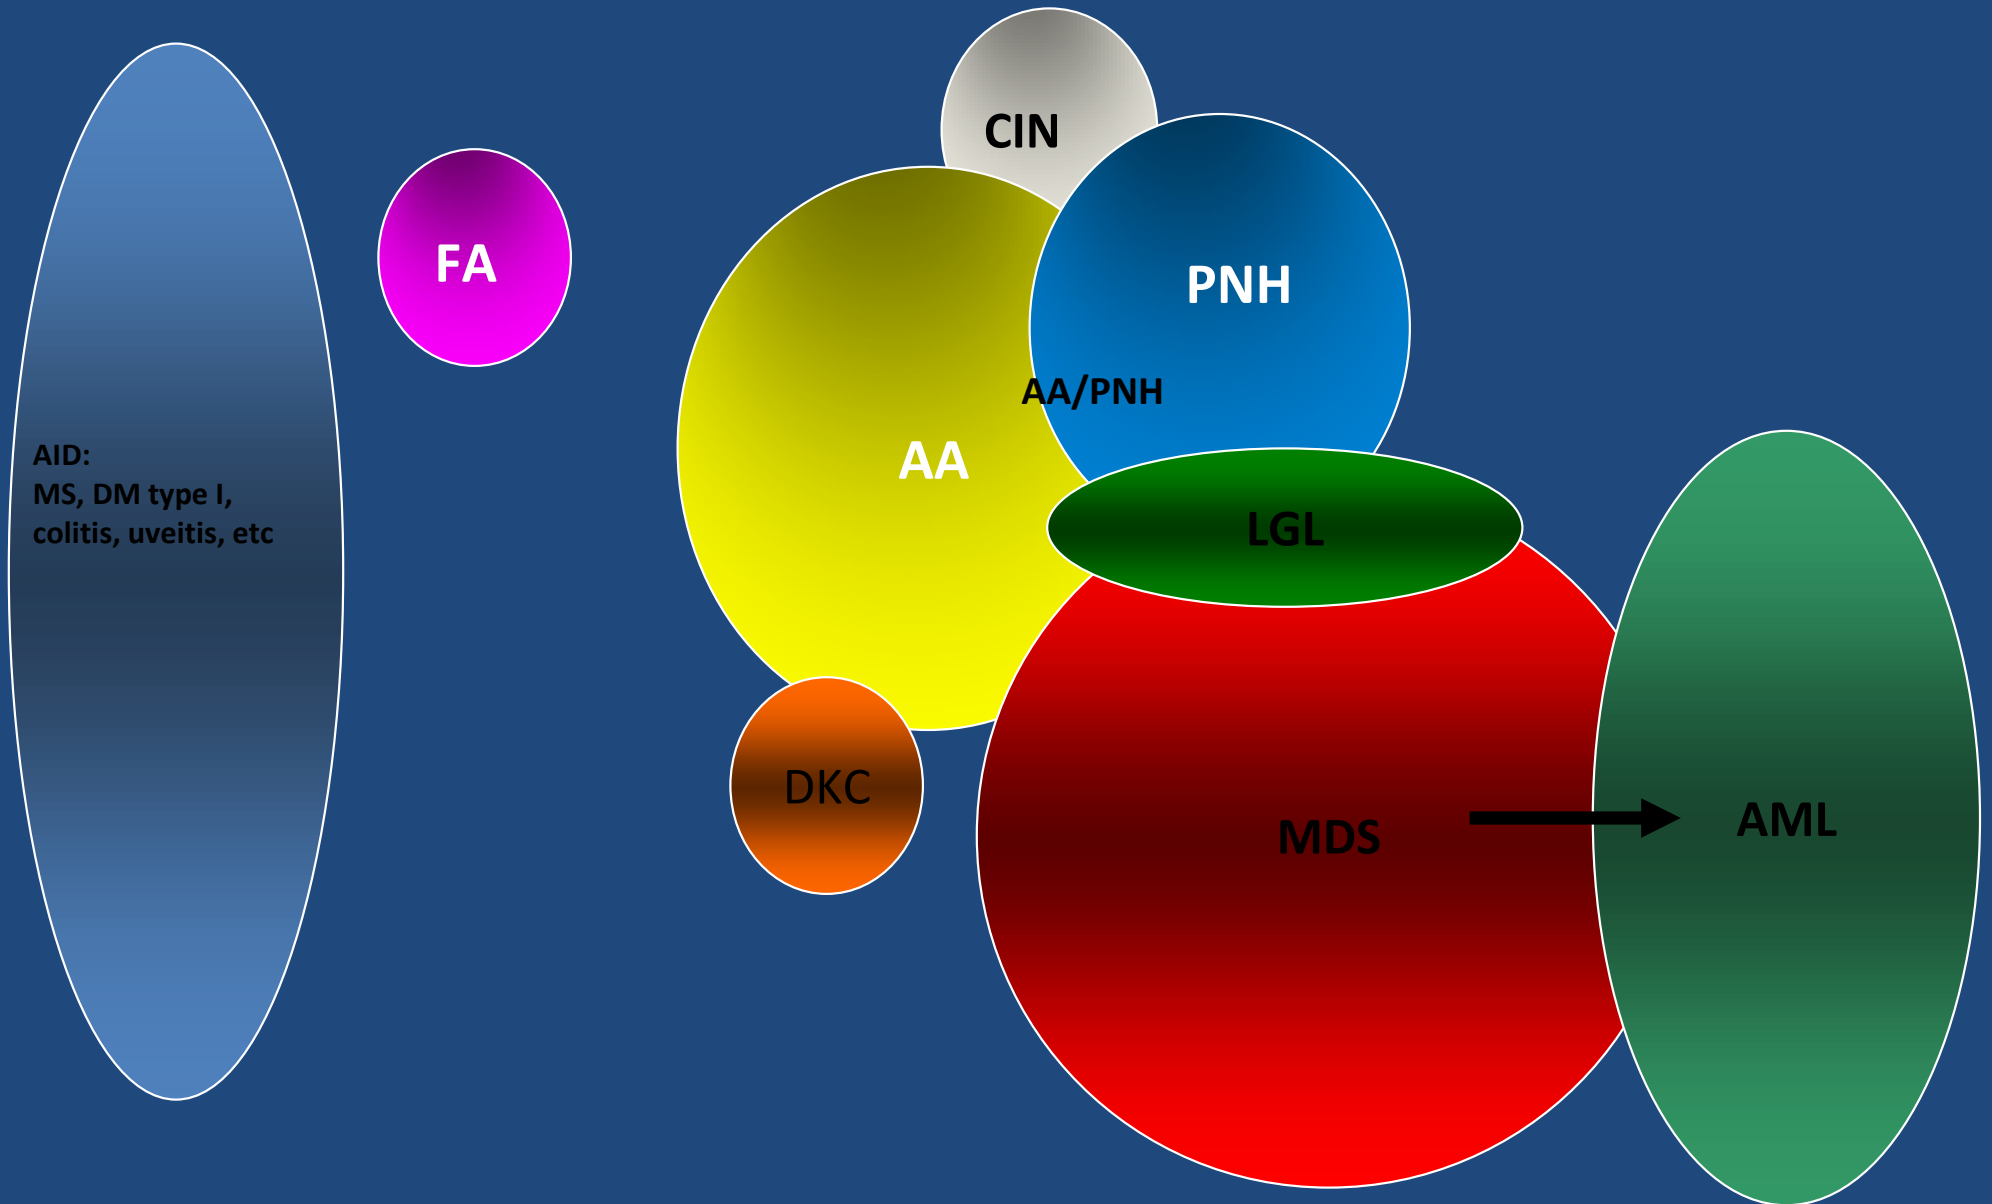 CIN
FA
PNH
AA/PNH
AA
AID:
MS, DM type I,
colitis, uveitis, etc
LGL
DKC
MDS
AML